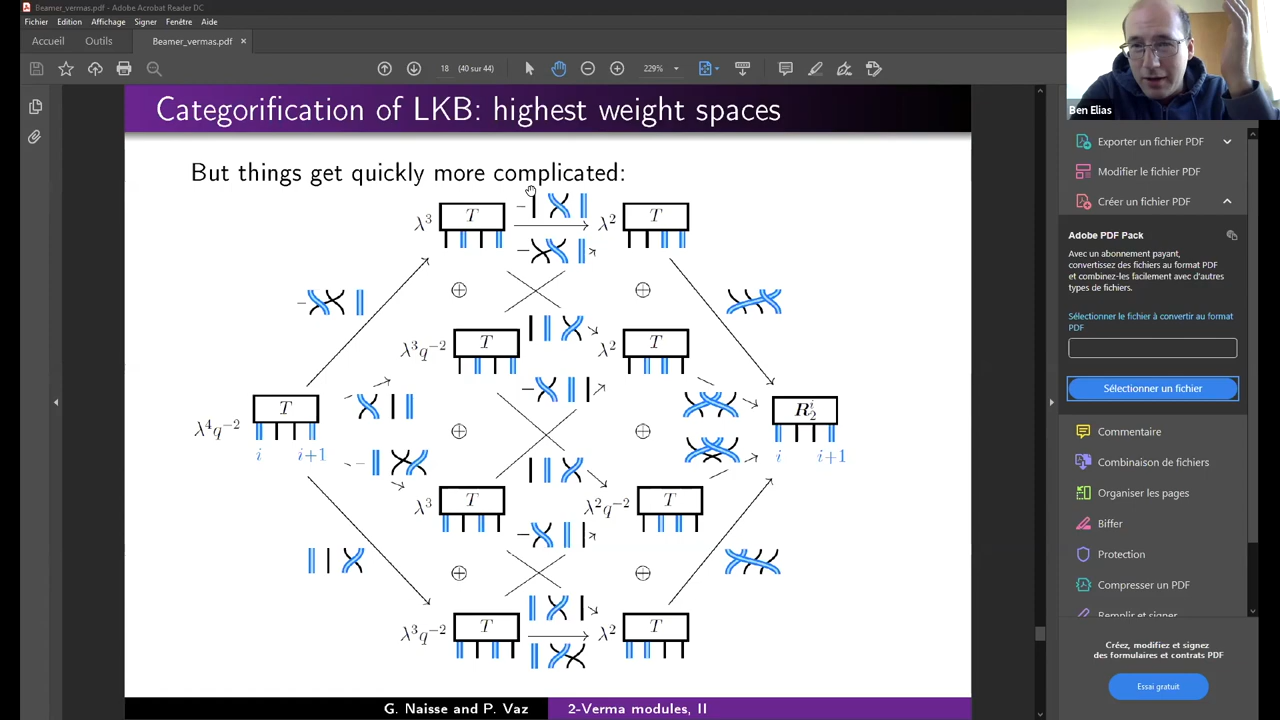 Beamer_vermas.pdf - Adobe Acrobat Reader DC
Fichier Edition Affichage Signer Fenêtre Aide
Accueil Outils Beamer_vermas.pdf ×
18 (40 sur 44) 229%
Ben Elias
Categorification of LKB: highest weight spaces
But things get quickly more complicated:
λ³ T − λ² T
−
− ⊕ ⊕
λ³q⁻² T λ² T
−
λ⁴q⁻² T R₂ⁱ
i i+1 ⊕ ⊕ i i+1
−
λ³ T λ²q⁻² T
−
⊕ ⊕
λ³q⁻² T λ² T
G. Naisse and P. Vaz 2-Verma modules, II
Exporter un fichier PDF
Modifier le fichier PDF
Créer un fichier PDF
Adobe PDF Pack
Avec un abonnement payant,
convertissez des fichiers au format PDF
et combinez-les facilement avec d'autres
types de fichiers.
Sélectionner le fichier à convertir au format
PDF
Sélectionner un fichier
Commentaire
Combinaison de fichiers
Organiser les pages
Biffer
Protection
Compresser un PDF
Remplir et signer
Créez, modifiez et signez
des formulaires et contrats PDF
Essai gratuit